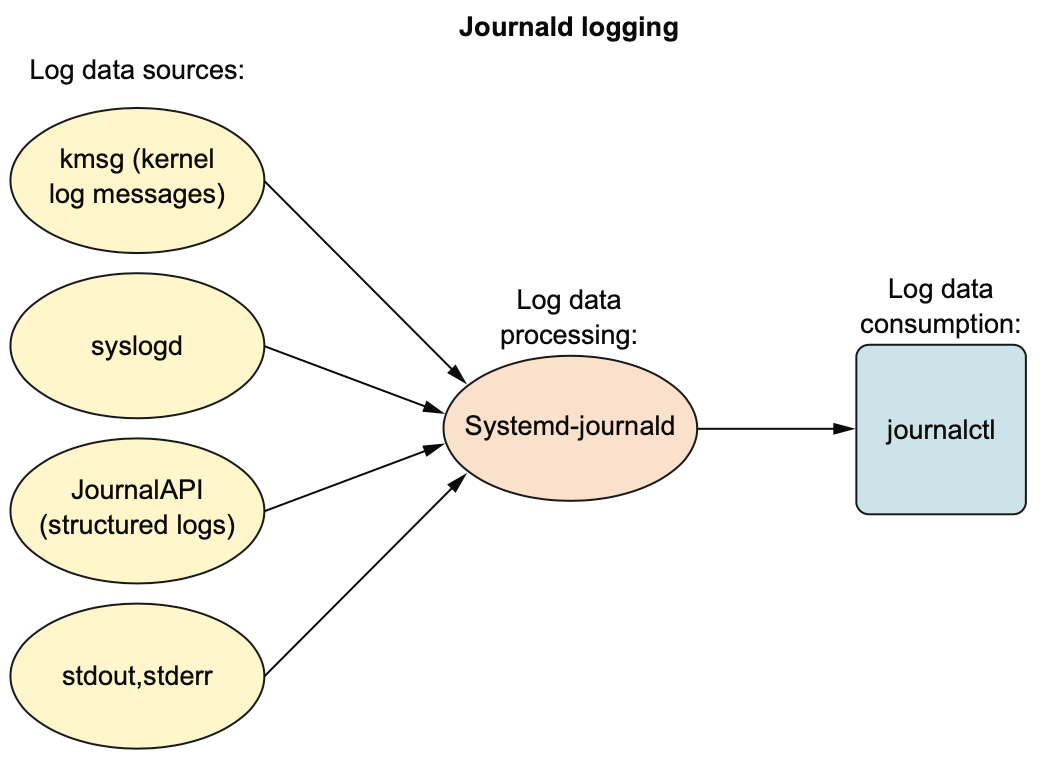 Journald logging
Log data sources:
kmsg (kernel
log messages)
syslogd
JournalAPI
(structured logs)
stdout,stderr
Log data
processing:
Systemd-journald
Log data
consumption:
journalctl